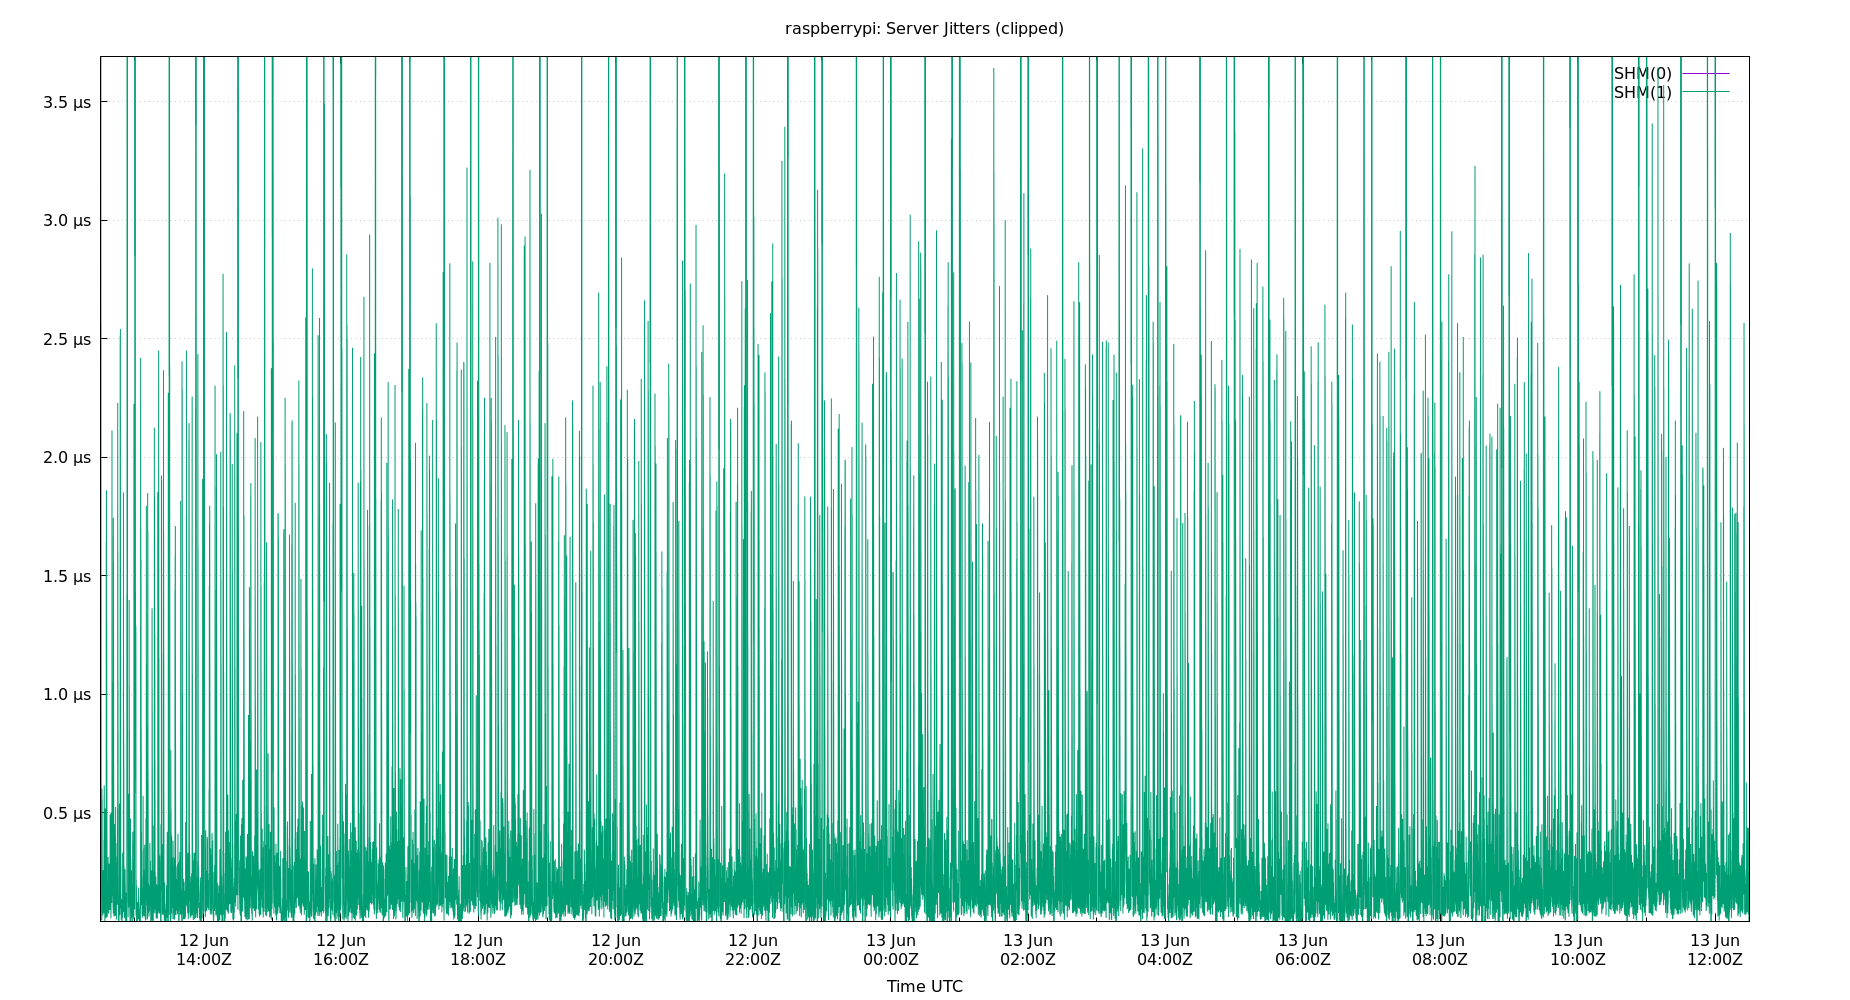 raspberrypi: Server Jitters (clipped)
SHM(0)
SHM(1)
3.5 µs
3.0 µs
2.5 µs
2.0 µs
1.5 µs
1.0 µs
0.5 µs
12 Jun 12 Jun 12 Jun 12 Jun 12 Jun 13 Jun 13 Jun 13 Jun 13 Jun 13 Jun 13 Jun 13 Jun
14:00Z 16:00Z 18:00Z 20:00Z 22:00Z 00:00Z 02:00Z 04:00Z 06:00Z 08:00Z 10:00Z 12:00Z
Time UTC